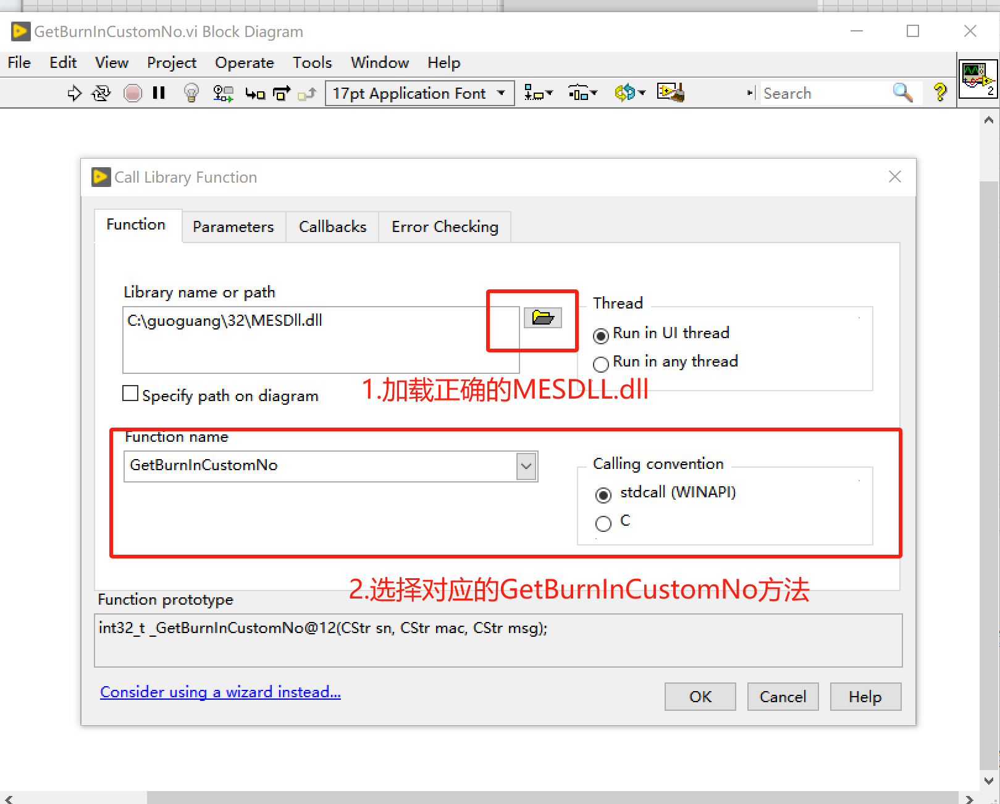 GetBurnInCustomNo.vi Block Diagram
File Edit View Project Operate Tools Window Help
17pt Application Font
Search
?
2
Call Library Function
Function Parameters Callbacks Error Checking
Library name or path
C:\guoguang\32\MESDll.dll
Specify path on diagram
Thread
Run in UI thread
Run in any thread
1.加载正确的MESDLL.dll
Function name
GetBurnInCustomNo
Calling convention
stdcall (WINAPI)
C
2.选择对应的GetBurnInCustomNo方法
Function prototype
int32_t _GetBurnInCustomNo@12(CStr sn, CStr mac, CStr msg);
Consider using a wizard instead...
OK Cancel Help